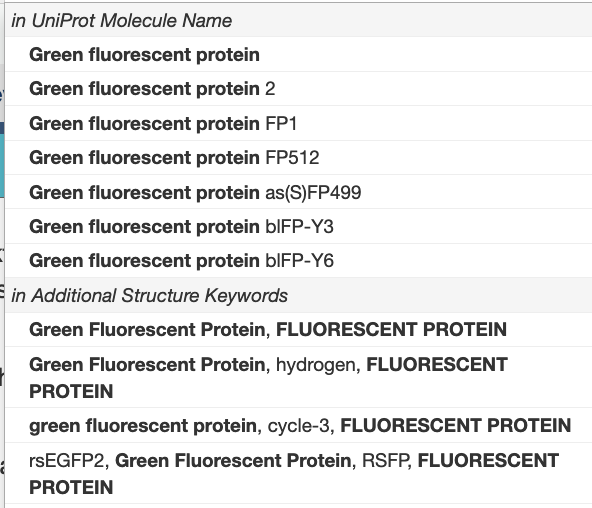 in UniProt Molecule Name
Green fluorescent protein
Green fluorescent protein 2
Green fluorescent protein FP1
Green fluorescent protein FP512
Green fluorescent protein as(S)FP499
Green fluorescent protein blFP-Y3
Green fluorescent protein blFP-Y6
in Additional Structure Keywords
Green Fluorescent Protein, FLUORESCENT PROTEIN
Green Fluorescent Protein, hydrogen, FLUORESCENT
PROTEIN
green fluorescent protein, cycle-3, FLUORESCENT PROTEIN
rsEGFP2, Green Fluorescent Protein, RSFP, FLUORESCENT
PROTEIN